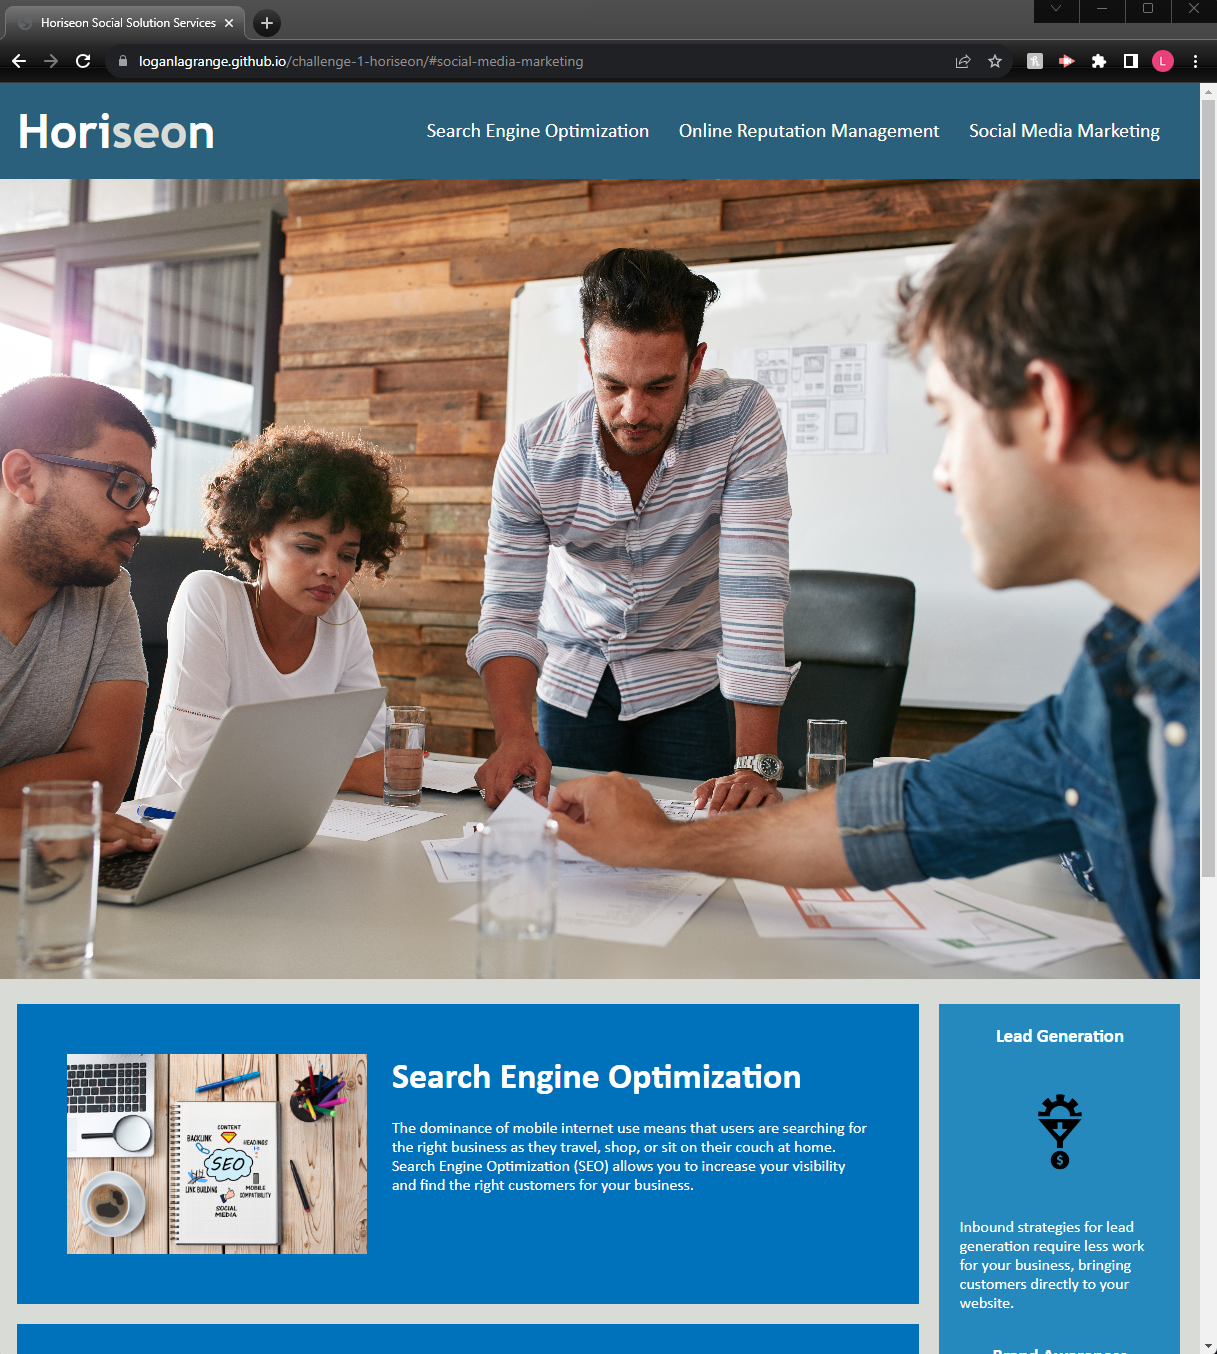 Horiseon Social Solution Services
loganlagrange.github.io/challenge-1-horiseon/#social-media-marketing
L
Horiseon
Search Engine Optimization
Online Reputation Management
Social Media Marketing
Search Engine Optimization
The dominance of mobile internet use means that users are searching for
the right business as they travel, shop, or sit on their couch at home.
Search Engine Optimization (SEO) allows you to increase your visibility
and find the right customers for your business.
CONTENT
BACKLINK
HEADINGS
SEO
LINK BUILDING
MOBILE
COMPATIBILITY
SOCIAL
MEDIA
Lead Generation
$
Inbound strategies for lead
generation require less work
for your business, bringing
customers directly to your
website.